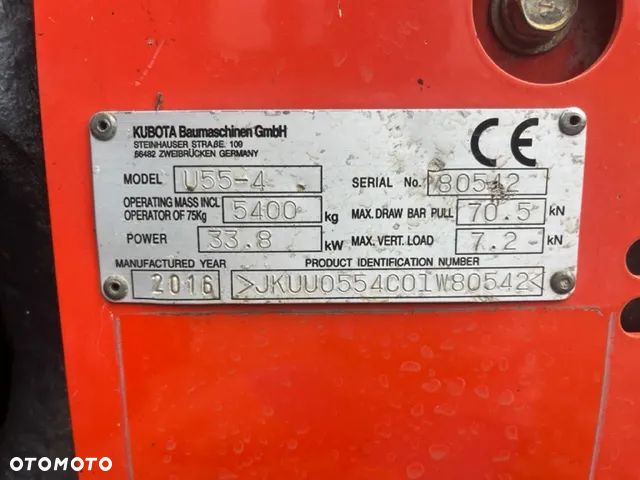 KUBOTA Baumaschinen GmbH
STEINHAUSER STRAßE 109
66482 ZWEIBRÜCKEN GERMANY
CE
MODEL U55-4
SERIAL No. 80542
OPERATING MASS INCL. OPERATOR OF 75Kg 5400 kg
MAX. DRAW BAR PULL 70.5 kN
POWER 33.8 kW
MAX. VERT. LOAD 7.2 kN
MANUFACTURED YEAR 2016
PRODUCT IDENTIFICATION NUMBER
>JKUU0554C01W80542<
OTOMOTO